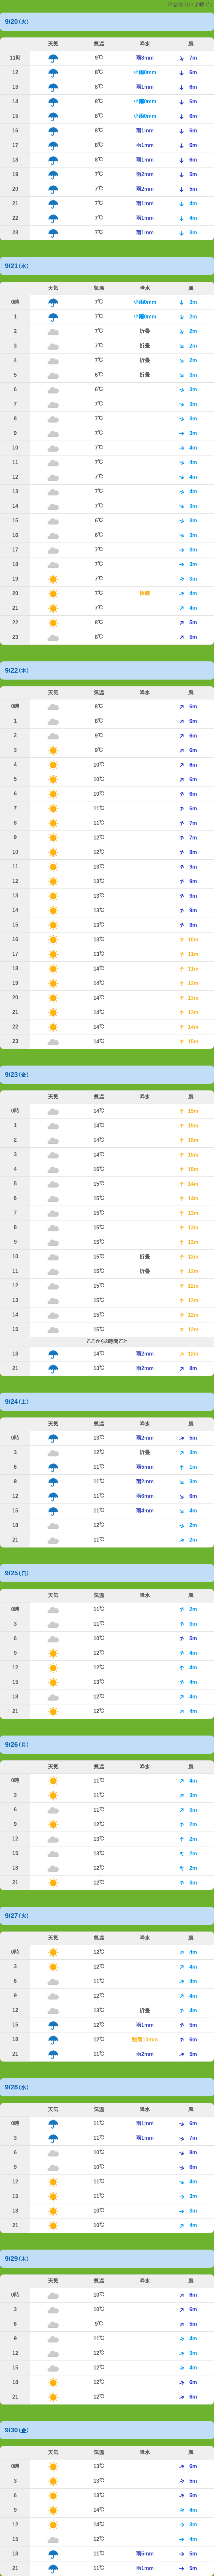 9/20(火)
天気 気温 降水 風
11時 9℃ 雨3mm 7m
12 8℃ 小雨0mm 6m
13 8℃ 雨1mm 6m
14 8℃ 小雨0mm 6m
15 8℃ 小雨0mm 6m
16 8℃ 雨1mm 6m
17 8℃ 雨1mm 6m
18 8℃ 雨1mm 6m
19 7℃ 雨2mm 5m
20 7℃ 雨2mm 5m
21 7℃ 雨1mm 4m
22 7℃ 雨1mm 4m
23 7℃ 雨1mm 3m
9/21(水)
天気 気温 降水 風
0時 7℃ 小雨0mm 3m
1 7℃ 小雨0mm 2m
2 7℃ 折畳 2m
3 7℃ 折畳 2m
4 7℃ 折畳 2m
5 6℃ 折畳 3m
6 6℃ 3m
7 7℃ 3m
8 7℃ 3m
9 7℃ 3m
10 7℃ 4m
11 7℃ 4m
12 7℃ 4m
13 7℃ 4m
14 7℃ 3m
15 6℃ 3m
16 6℃ 3m
17 7℃ 3m
18 7℃ 3m
19 7℃ 3m
20 7℃ 4m
21 7℃ 4m
22 8℃ 5m
23 8℃ 5m
9/22(木)
天気 気温 降水 風
0時 8℃ 6m
1 8℃ 6m
2 9℃ 6m
3 9℃ 6m
4 10℃ 6m
5 10℃ 6m
6 10℃ 6m
7 11℃ 6m
8 11℃ 7m
9 12℃ 7m
10 12℃ 8m
11 13℃ 9m
12 13℃ 9m
13 13℃ 9m
14 13℃ 9m
15 13℃ 9m
16 13℃ 10m
17 13℃ 11m
18 14℃ 11m
19 14℃ 12m
20 14℃ 13m
21 14℃ 13m
22 14℃ 14m
23 14℃ 15m
9/23(金)
天気 気温 降水 風
0時 14℃ 15m
1 14℃ 15m
2 14℃ 15m
3 14℃ 15m
4 15℃ 15m
5 15℃ 14m
6 15℃ 14m
7 15℃ 13m
8 15℃ 13m
9 15℃ 12m
10 15℃ 折畳 12m
11 15℃ 折畳 12m
12 15℃ 12m
13 15℃ 12m
14 15℃ 12m
15 15℃ 12m
ここから3時間ごと
18 14℃ 雨2mm 12m
21 13℃ 雨2mm 8m
9/24(土)
天気 気温 降水 風
0時 13℃ 雨2mm 5m
3 12℃ 折畳 3m
6 11℃ 雨5mm 1m
9 11℃ 雨2mm 3m
12 11℃ 雨6mm 6m
15 11℃ 雨4mm 4m
18 12℃ 2m
21 11℃ 2m
9/25(日)
天気 気温 降水 風
0時 11℃ 2m
3 11℃ 3m
6 10℃ 5m
9 12℃ 4m
12 12℃ 4m
15 13℃ 4m
18 12℃ 4m
21 12℃ 4m
9/26(月)
天気 気温 降水 風
0時 11℃ 4m
3 11℃ 3m
6 11℃ 3m
9 12℃ 2m
12 13℃ 2m
15 13℃ 2m
18 12℃ 2m
21 12℃ 3m
9/27(火)
天気 気温 降水 風
0時 12℃ 4m
3 12℃ 4m
6 11℃ 4m
9 12℃ 4m
12 13℃ 折畳 4m
15 12℃ 雨1mm 5m
18 12℃ 10mm 6m
21 11℃ 雨2mm 5m
9/28(水)
天気 気温 降水 風
0時 11℃ 雨1mm 6m
3 11℃ 雨1mm 7m
6 10℃ 8m
9 10℃ 6m
12 11℃ 4m
15 11℃ 3m
18 10℃ 3m
21 10℃ 4m
9/29(木)
天気 気温 降水 風
0時 10℃ 6m
3 10℃ 6m
6 9℃ 5m
9 11℃ 4m
12 12℃ 3m
15 12℃ 4m
18 12℃ 6m
21 12℃ 6m
9/30(金)
天気 気温 降水 風
0時 13℃ 6m
3 13℃ 5m
6 13℃ 5m
9 14℃ 4m
12 14℃ 3m
15 12℃ 4m
18 11℃ 雨5mm 5m
21 11℃ 雨1mm 5m